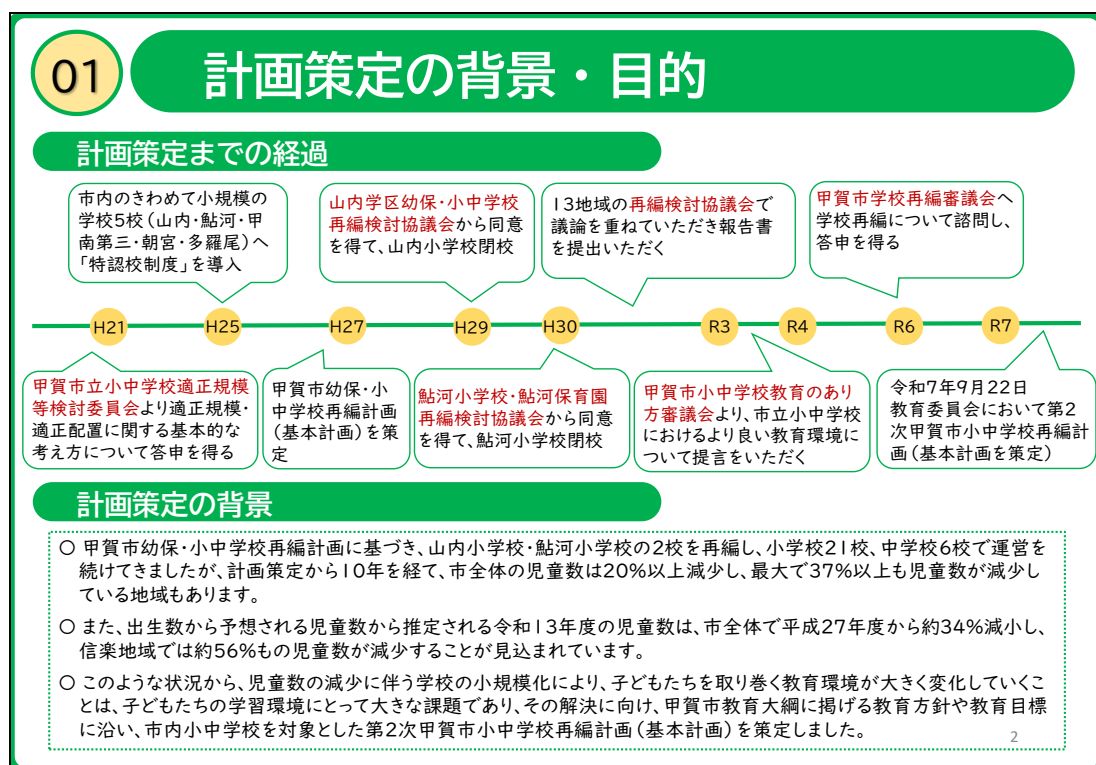 01
計画策定の背景・目的
計画策定までの経過
市内のきわめて小規模の
学校5校(山内・鮎河・甲
南第三・朝宮・多羅尾)へ
「特認校制度」を導入
山内学区幼保・小中学校
再編検討協議会から同意
を得て、山内小学校閉校
13地域の再編検討協議会で
議論を重ねていただき報告書
を提出いただく
甲賀市学校再編審議会へ
学校再編について諮問し、
答申を得る
H21 H25 H27 H29 H30 R3 R4 R6 R7
甲賀市立小中学校適正規模
等検討委員会より適正規模・
適正配置に関する基本的な
考え方について答申を得る
甲賀市幼保・小
中学校再編計画
(基本計画)を策
定
鮎河小学校・鮎河保育園
再編検討協議会から同意
を得て、鮎河小学校閉校
甲賀市小中学校教育のあり
方審議会より、市立小中学校
におけるより良い教育環境に
ついて提言をいただく
令和7年9月22日
教育委員会において第2
次甲賀市小中学校再編計
画(基本計画を策定)
計画策定の背景
○ 甲賀市幼保・小中学校再編計画に基づき、山内小学校・鮎河小学校の2校を再編し、小学校21校、中学校6校で運営を
続けてきましたが、計画策定から10年を経て、市全体の児童数は20%以上減少し、最大で37%以上も児童数が減少し
ている地域もあります。
○ また、出生数から予想される児童数から推定される令和13年度の児童数は、市全体で平成27年度から約34%減小し、
信楽地域では約56%もの児童数が減少することが見込まれています。
○ このような状況から、児童数の減少に伴う学校の小規模化により、子どもたちを取り巻く教育環境が大きく変化していくこ
とは、子どもたちの学習環境にとって大きな課題であり、その解決に向け、甲賀市教育大綱に掲げる教育方針や教育目標
に沿い、市内小中学校を対象とした第2次甲賀市小中学校再編計画(基本計画)を策定しました。
2